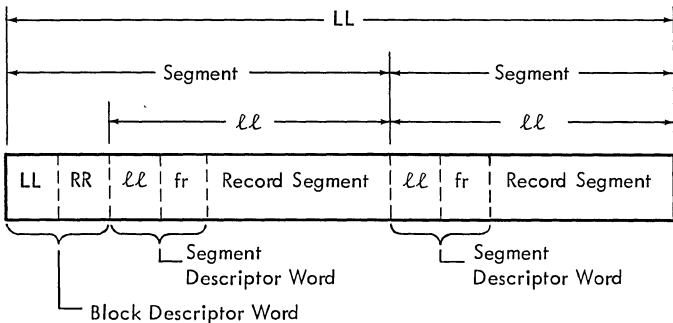 LL
Segment Segment
ℓℓ ℓℓ
LL RR ℓℓ fr Record Segment ℓℓ fr Record Segment
Segment Segment
Descriptor Word Descriptor Word
Block Descriptor Word